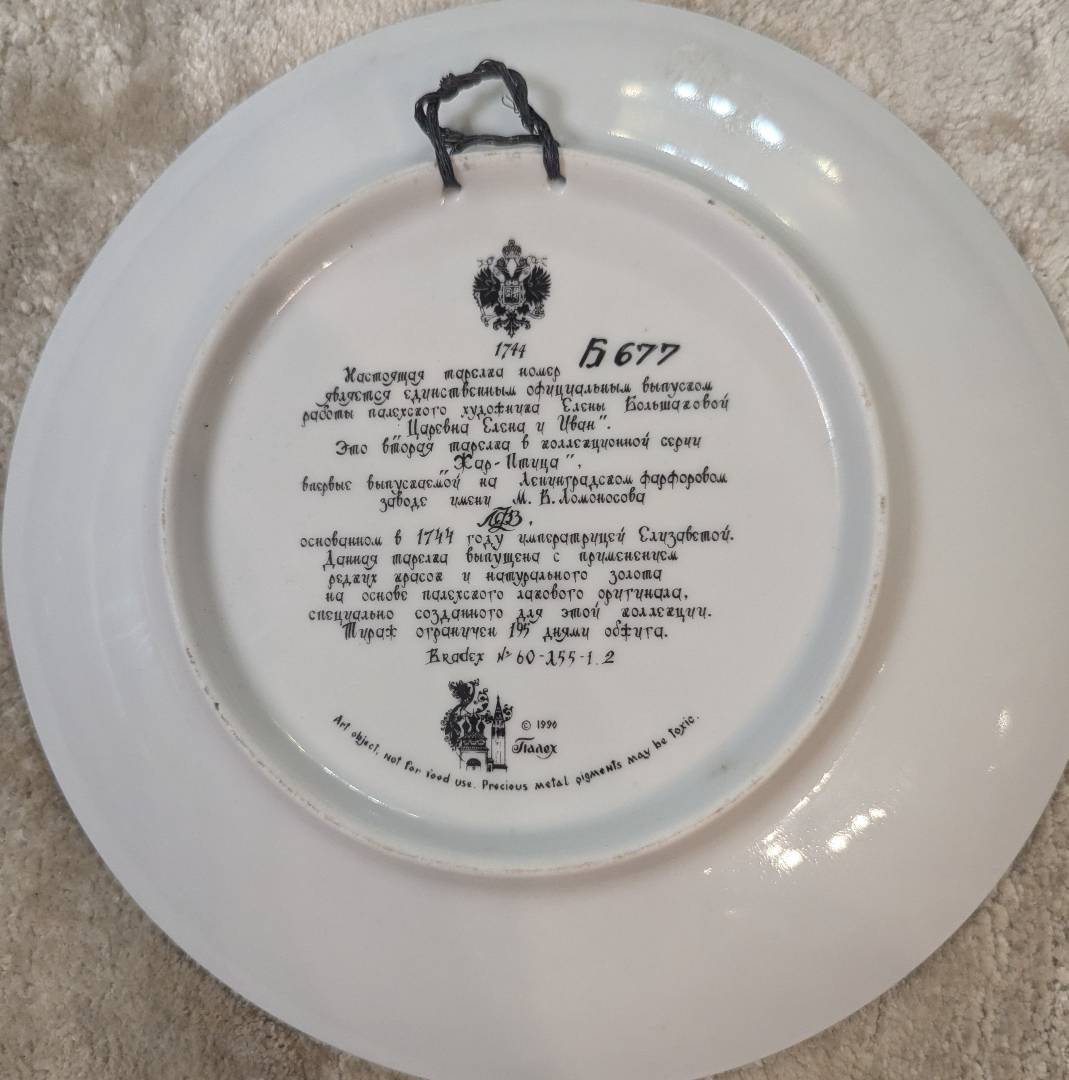 1744
Настоящая тарелка номер Б 677
является единственным официальным выпуском
работы палехского художника Елены Большаковой
"Царевна Елена и Иван".
Это вторая тарелка в коллекционной серии
"Жар-Птица",
впервые выпускаемой на Ленинградском фарфоровом
заводе имени М. В. Ломоносова
ЛФЗ,
основанном в 1744 году императрицей Елизаветой.
Данная тарелка выпущена с применением
редких красок и натурального золота
на основе палехского лакового оригинала,
специально созданного для этой коллекции.
Тираж ограничен 195 днями обжига.
Bradex № 60-155-1.2
© 1990
Палех
Art object, not for food use. Precious metal pigments may be toxic.